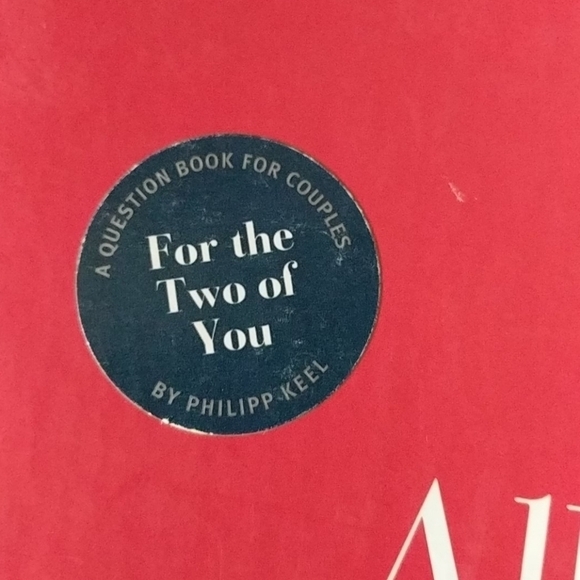 A QUESTION BOOK FOR COUPLES
For the
Two of
You
BY PHILIPP KEEL